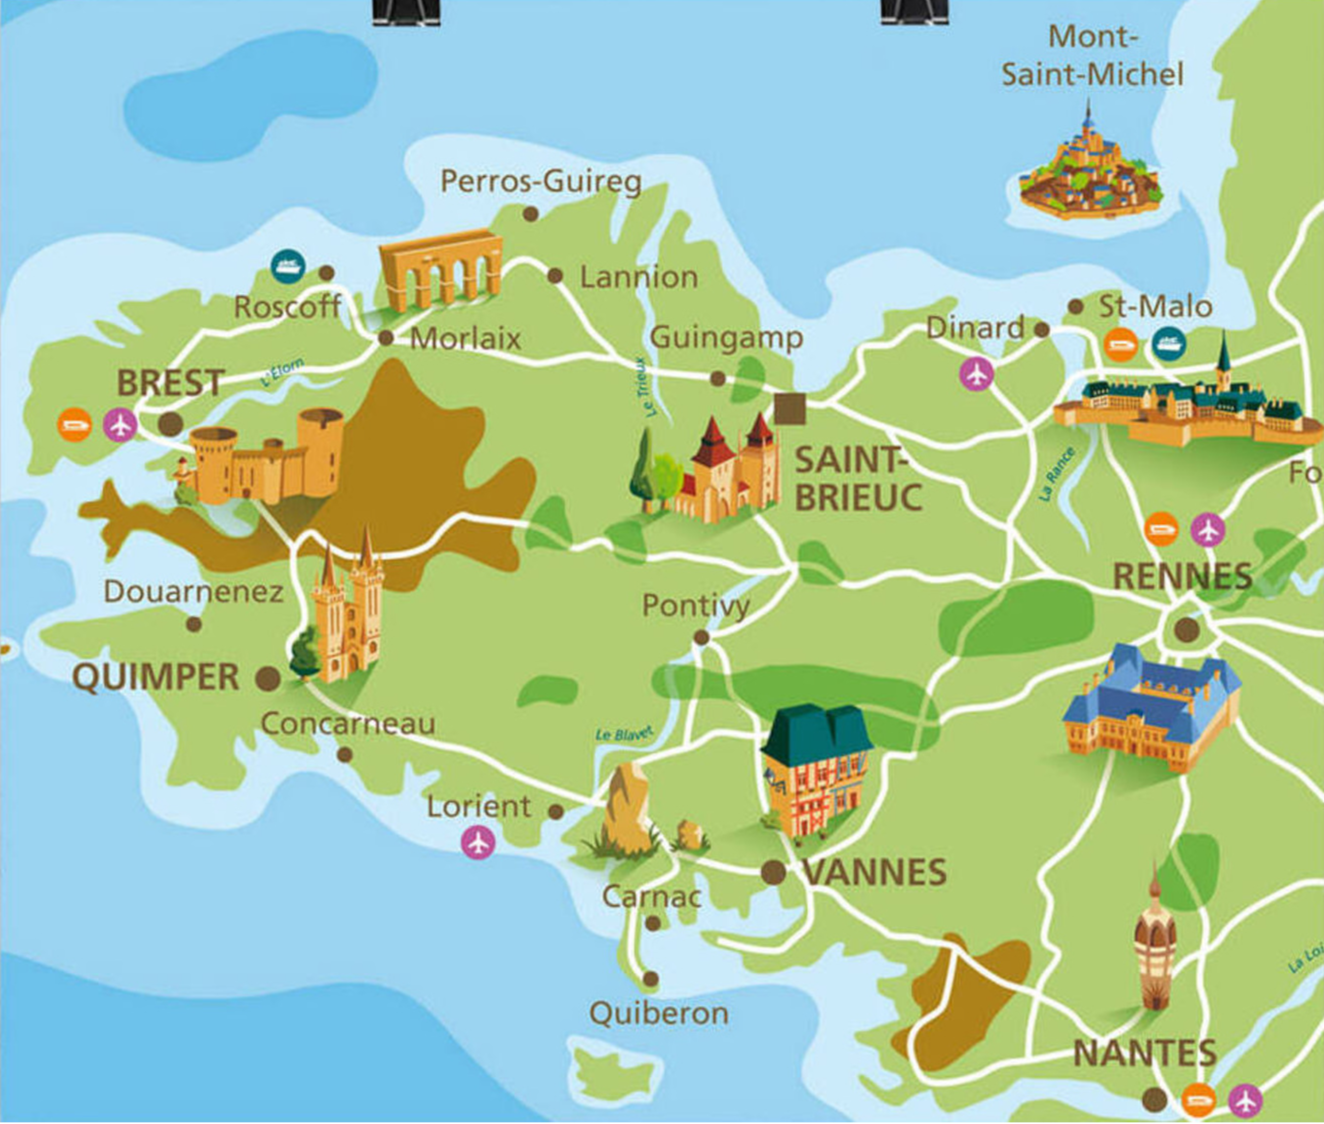 Mont-
Saint-Michel
Perros-Guireg
Lannion
Roscoff
Morlaix
Guingamp
Dinard
St-Malo
BREST
L'Élorn
Le Trieux
SAINT-
BRIEUC
La Rance
Fo
RENNES
Douarnenez
Pontivy
QUIMPER
Concarneau
Le Blavet
Lorient
VANNES
Carnac
La Loi
Quiberon
NANTES